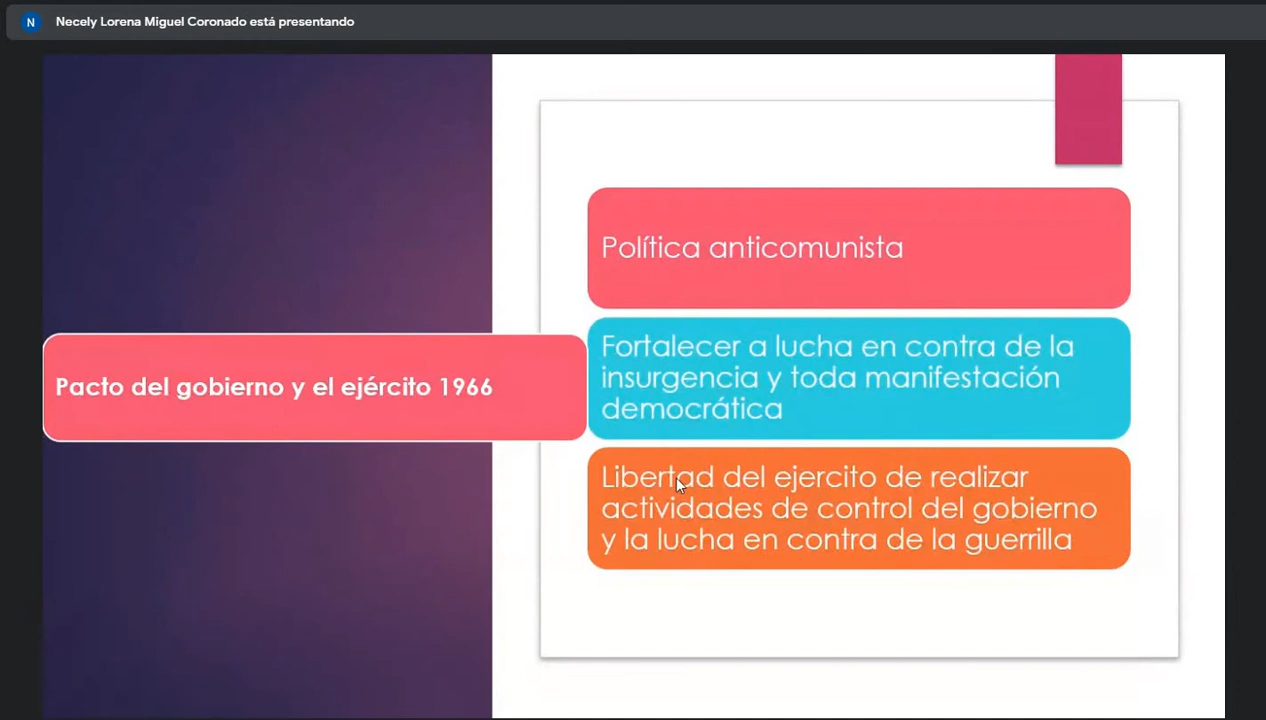 N
Necely Lorena Miguel Coronado está presentando
Pacto del gobierno y el ejército 1966
Política anticomunista
Fortalecer a lucha en contra de la
insurgencia y toda manifestación
democrática
Libertad del ejercito de realizar
actividades de control del gobierno
y la lucha en contra de la guerrilla